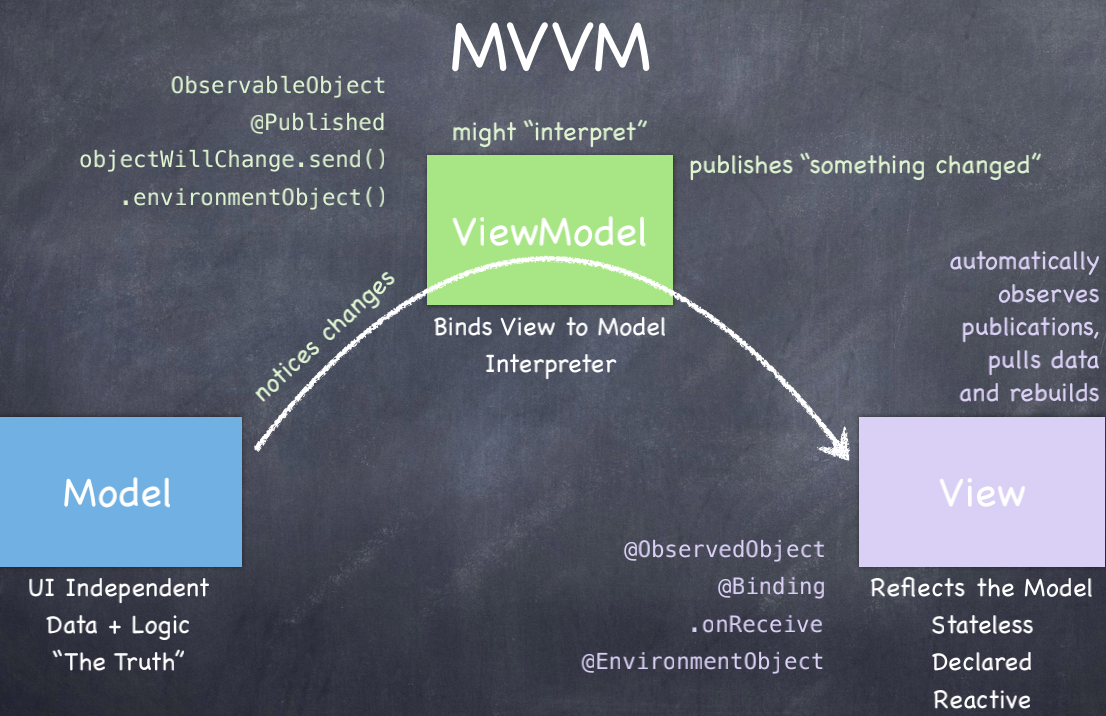 MVVM
ObservableObject
@Published
objectWillChange.send()
.environmentObject()
might “interpret”
publishes “something changed”
ViewModel
notices changes
Binds View to Model
Interpreter
automatically
observes
publications,
pulls data
and rebuilds
Model
UI Independent
Data + Logic
“The Truth”
@ObservedObject
@Binding
.onReceive
@EnvironmentObject
View
Reflects the Model
Stateless
Declared
Reactive